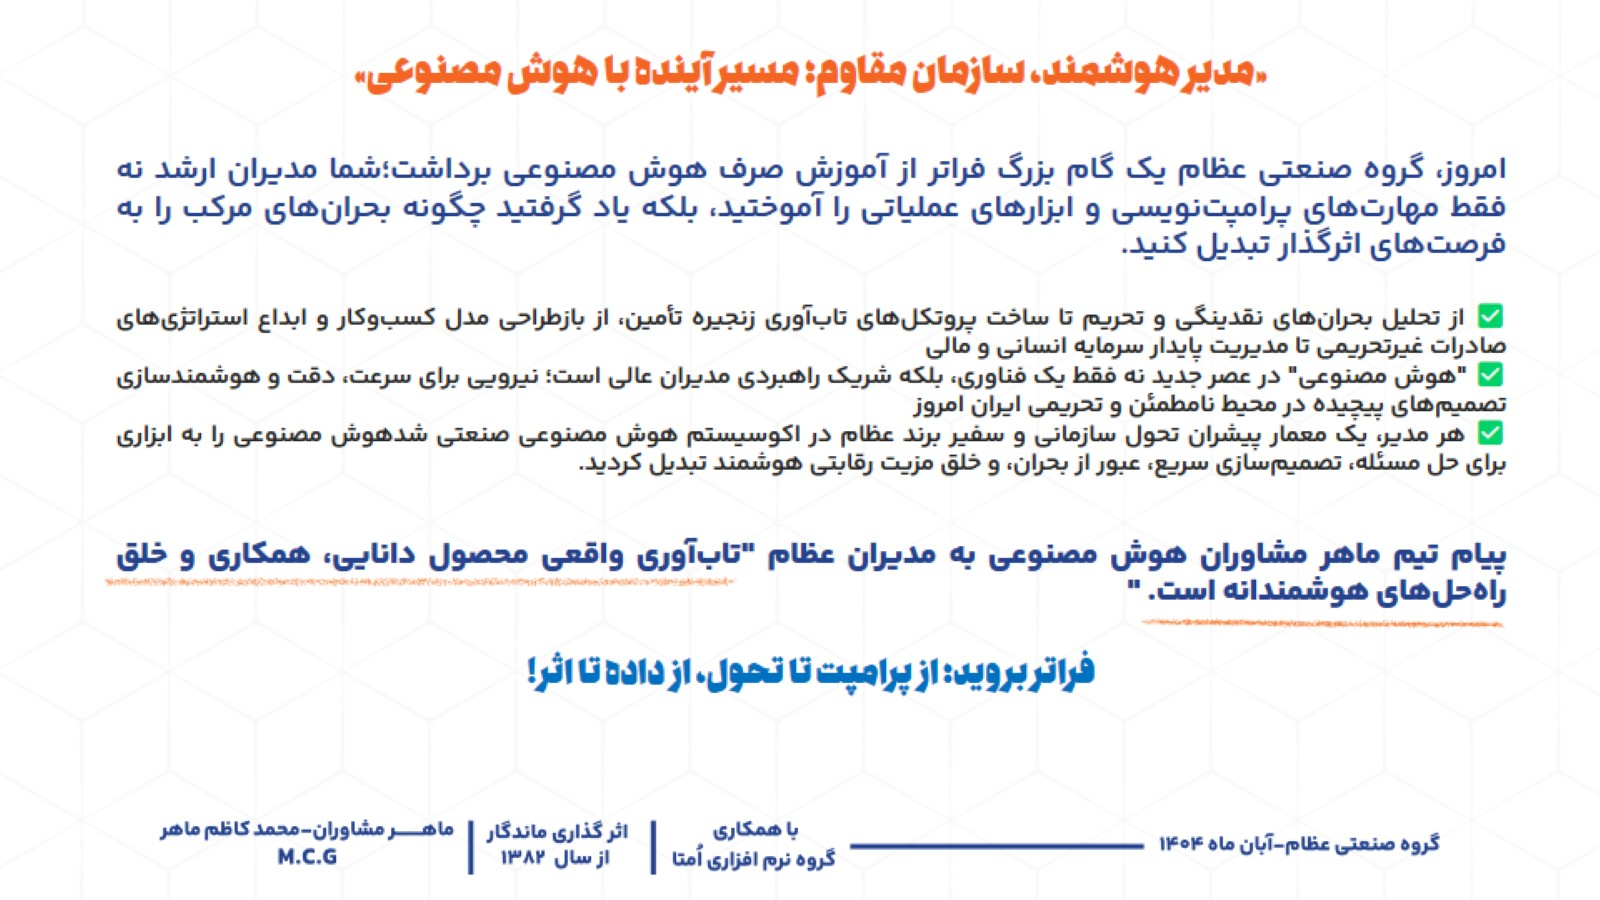 «مدیر هوشمند، سازمان مقاوم؛ مسیر آینده با هوش مصنوعی»
امروز، گروه صنعتی عظام یک گام بزرگ فراتر از آموزش صرف هوش مصنوعی برداشت؛شما مدیران ارشد نه
فقط مهارت‌های پرامپت‌نویسی و ابزارهای عملیاتی را آموختید، بلکه یاد گرفتید چگونه بحران‌های مرکب را به
فرصت‌های اثرگذار تبدیل کنید.
✅ از تحلیل بحران‌های نقدینگی و تحریم تا ساخت پروتکل‌های تاب‌آوری زنجیره تأمین، از بازطراحی مدل کسب‌وکار و ابداع استراتژی‌های
صادرات غیرتحریمی تا مدیریت پایدار سرمایه انسانی و مالی
✅ "هوش مصنوعی" در عصر جدید نه فقط یک فناوری، بلکه شریک راهبردی مدیران عالی است؛ نیرویی برای سرعت، دقت و هوشمندسازی
تصمیم‌های پیچیده در محیط نامطمئن و تحریمی ایران امروز
✅ هر مدیر، یک معمار پیشران تحول سازمانی و سفیر برند عظام در اکوسیستم هوش مصنوعی صنعتی شدهوش مصنوعی را به ابزاری
برای حل مسئله، تصمیم‌سازی سریع، عبور از بحران، و خلق مزیت رقابتی هوشمند تبدیل کردید.
پیام تیم ماهر مشاوران هوش مصنوعی به مدیران عظام "تاب‌آوری واقعی محصول دانایی، همکاری و خلق
راه‌حل‌های هوشمندانه است. "
فراتر بروید: از پرامپت تا تحول، از داده تا اثر!
گروه صنعتی عظام-آبان ماه ۱۴۰۴
با همکاری
گروه نرم افزاری اُمتا
اثر گذاری ماندگار
از سال ۱۳۸۲
ماهــــر مشاوران-محمد کاظم ماهر
M.C.G